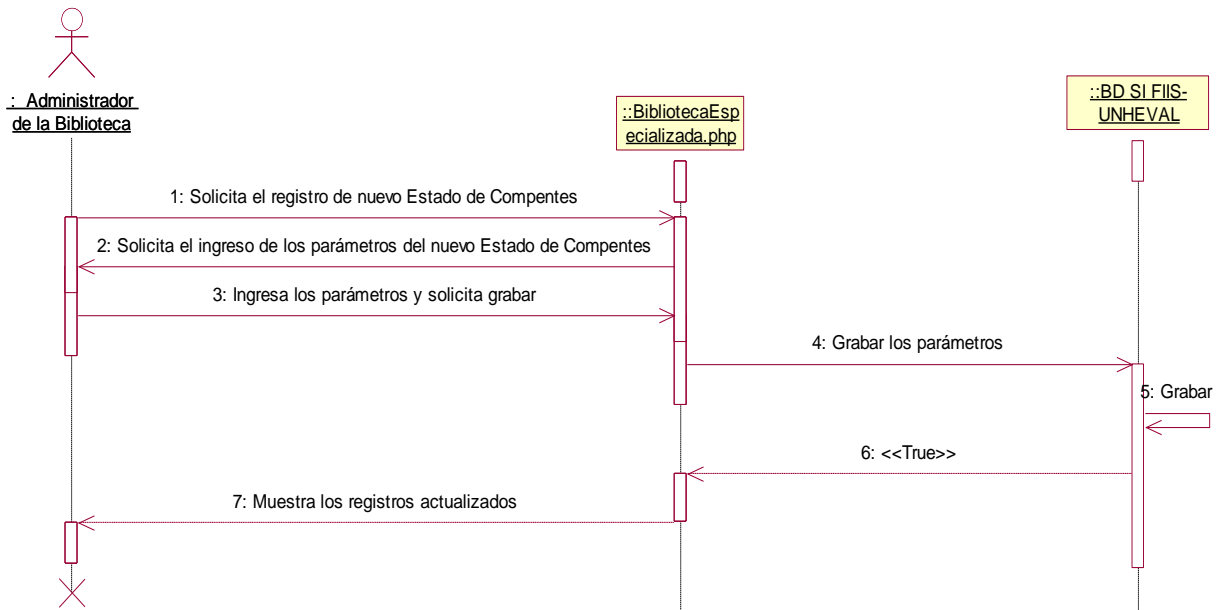 : Administrador
de la Biblioteca
::BibliotecaEsp
ecializada.php
::BD SI FIIS-
UNHEVAL
1: Solicita el registro de nuevo Estado de Compentes
2: Solicita el ingreso de los parámetros del nuevo Estado de Compentes
3: Ingresa los parámetros y solicita grabar
4: Grabar los parámetros
5: Grabar
6: <<True>>
7: Muestra los registros actualizados